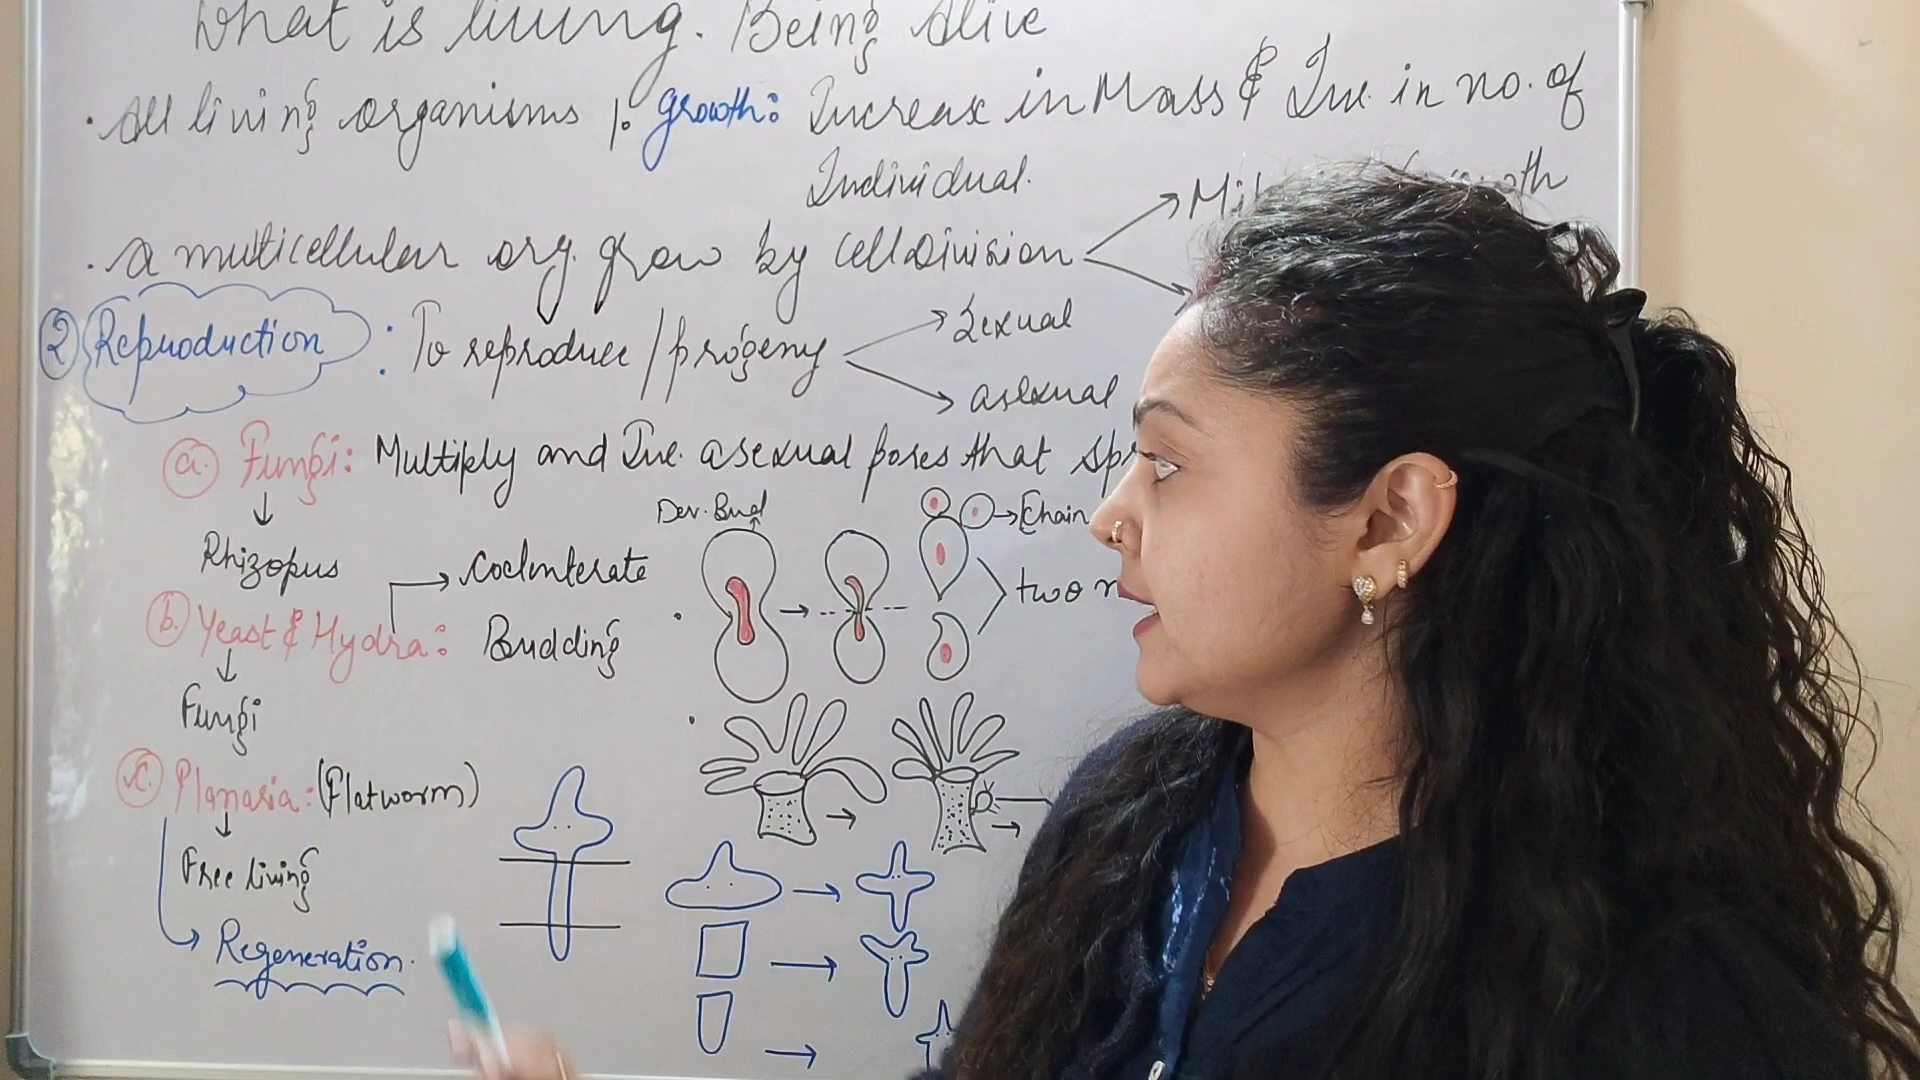 What is living. Being Alive
. All living organisms 1. growth: Increase in Mass & Inc. in no. of
Individual.
. A multicellular org. grow by cell Division
② Reproduction : To reproduce / progeny
Sexual
asexual
a. Fungi: Multiply and Inc. asexual pores that
Rhizopus
Dev. Bud
Chain
Coelnterate
two
b. Yeast & Hydra: Budding
Fungi
c. Planaria: (Flatworm)
Free living
Regeneration.